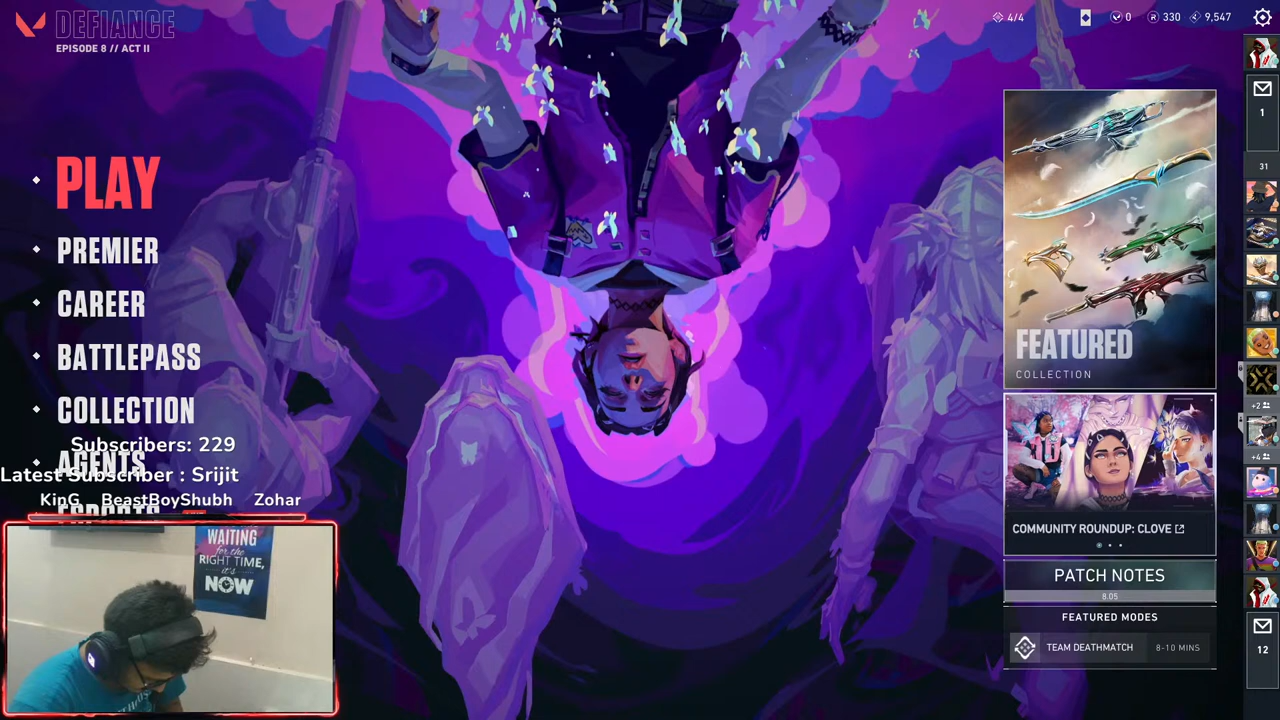 DEFIANCE
EPISODE 8 // ACT II
4/4
0
330
9,547
PLAY
PREMIER
CAREER
BATTLEPASS
COLLECTION
AGENTS
ESPORTS
Subscribers: 229
Latest Subscriber : Srijit
KinG BeastBoyShubh Zohar
WAITING
for the
RIGHT TIME,
it's
NOW
FEATURED
COLLECTION
COMMUNITY ROUNDUP: CLOVE
PATCH NOTES
8.05
FEATURED MODES
TEAM DEATHMATCH
8-10 MINS
1
31
+2
+4
12